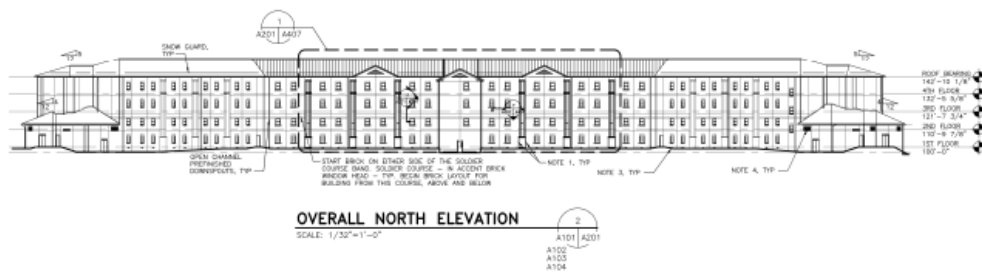 1
A201 A407
SNOW GUARD,
TYP
ROOF BEARING
142'-10 1/8"
4TH FLOOR
132'-5 5/8"
3RD FLOOR
121'-7 3/4"
2ND FLOOR
110'-9 7/8"
1ST FLOOR
100'-0"
12
12
OPEN CHANNEL
PREFINISHED
DOWNSPOUTS, TYP
START BRICK ON EITHER SIDE OF THE SOLDIER
COURSE BAND. SOLDIER COURSE - IN ACCENT BRICK
WINDOW HEAD - TYP. BEGIN BRICK LAYOUT FOR
BUILDING FROM THIS COURSE, ABOVE AND BELOW
NOTE 1, TYP
NOTE 3, TYP
NOTE 4, TYP
OVERALL NORTH ELEVATION
SCALE: 1/32"=1'-0"
2
A101 A201
A102
A103
A104